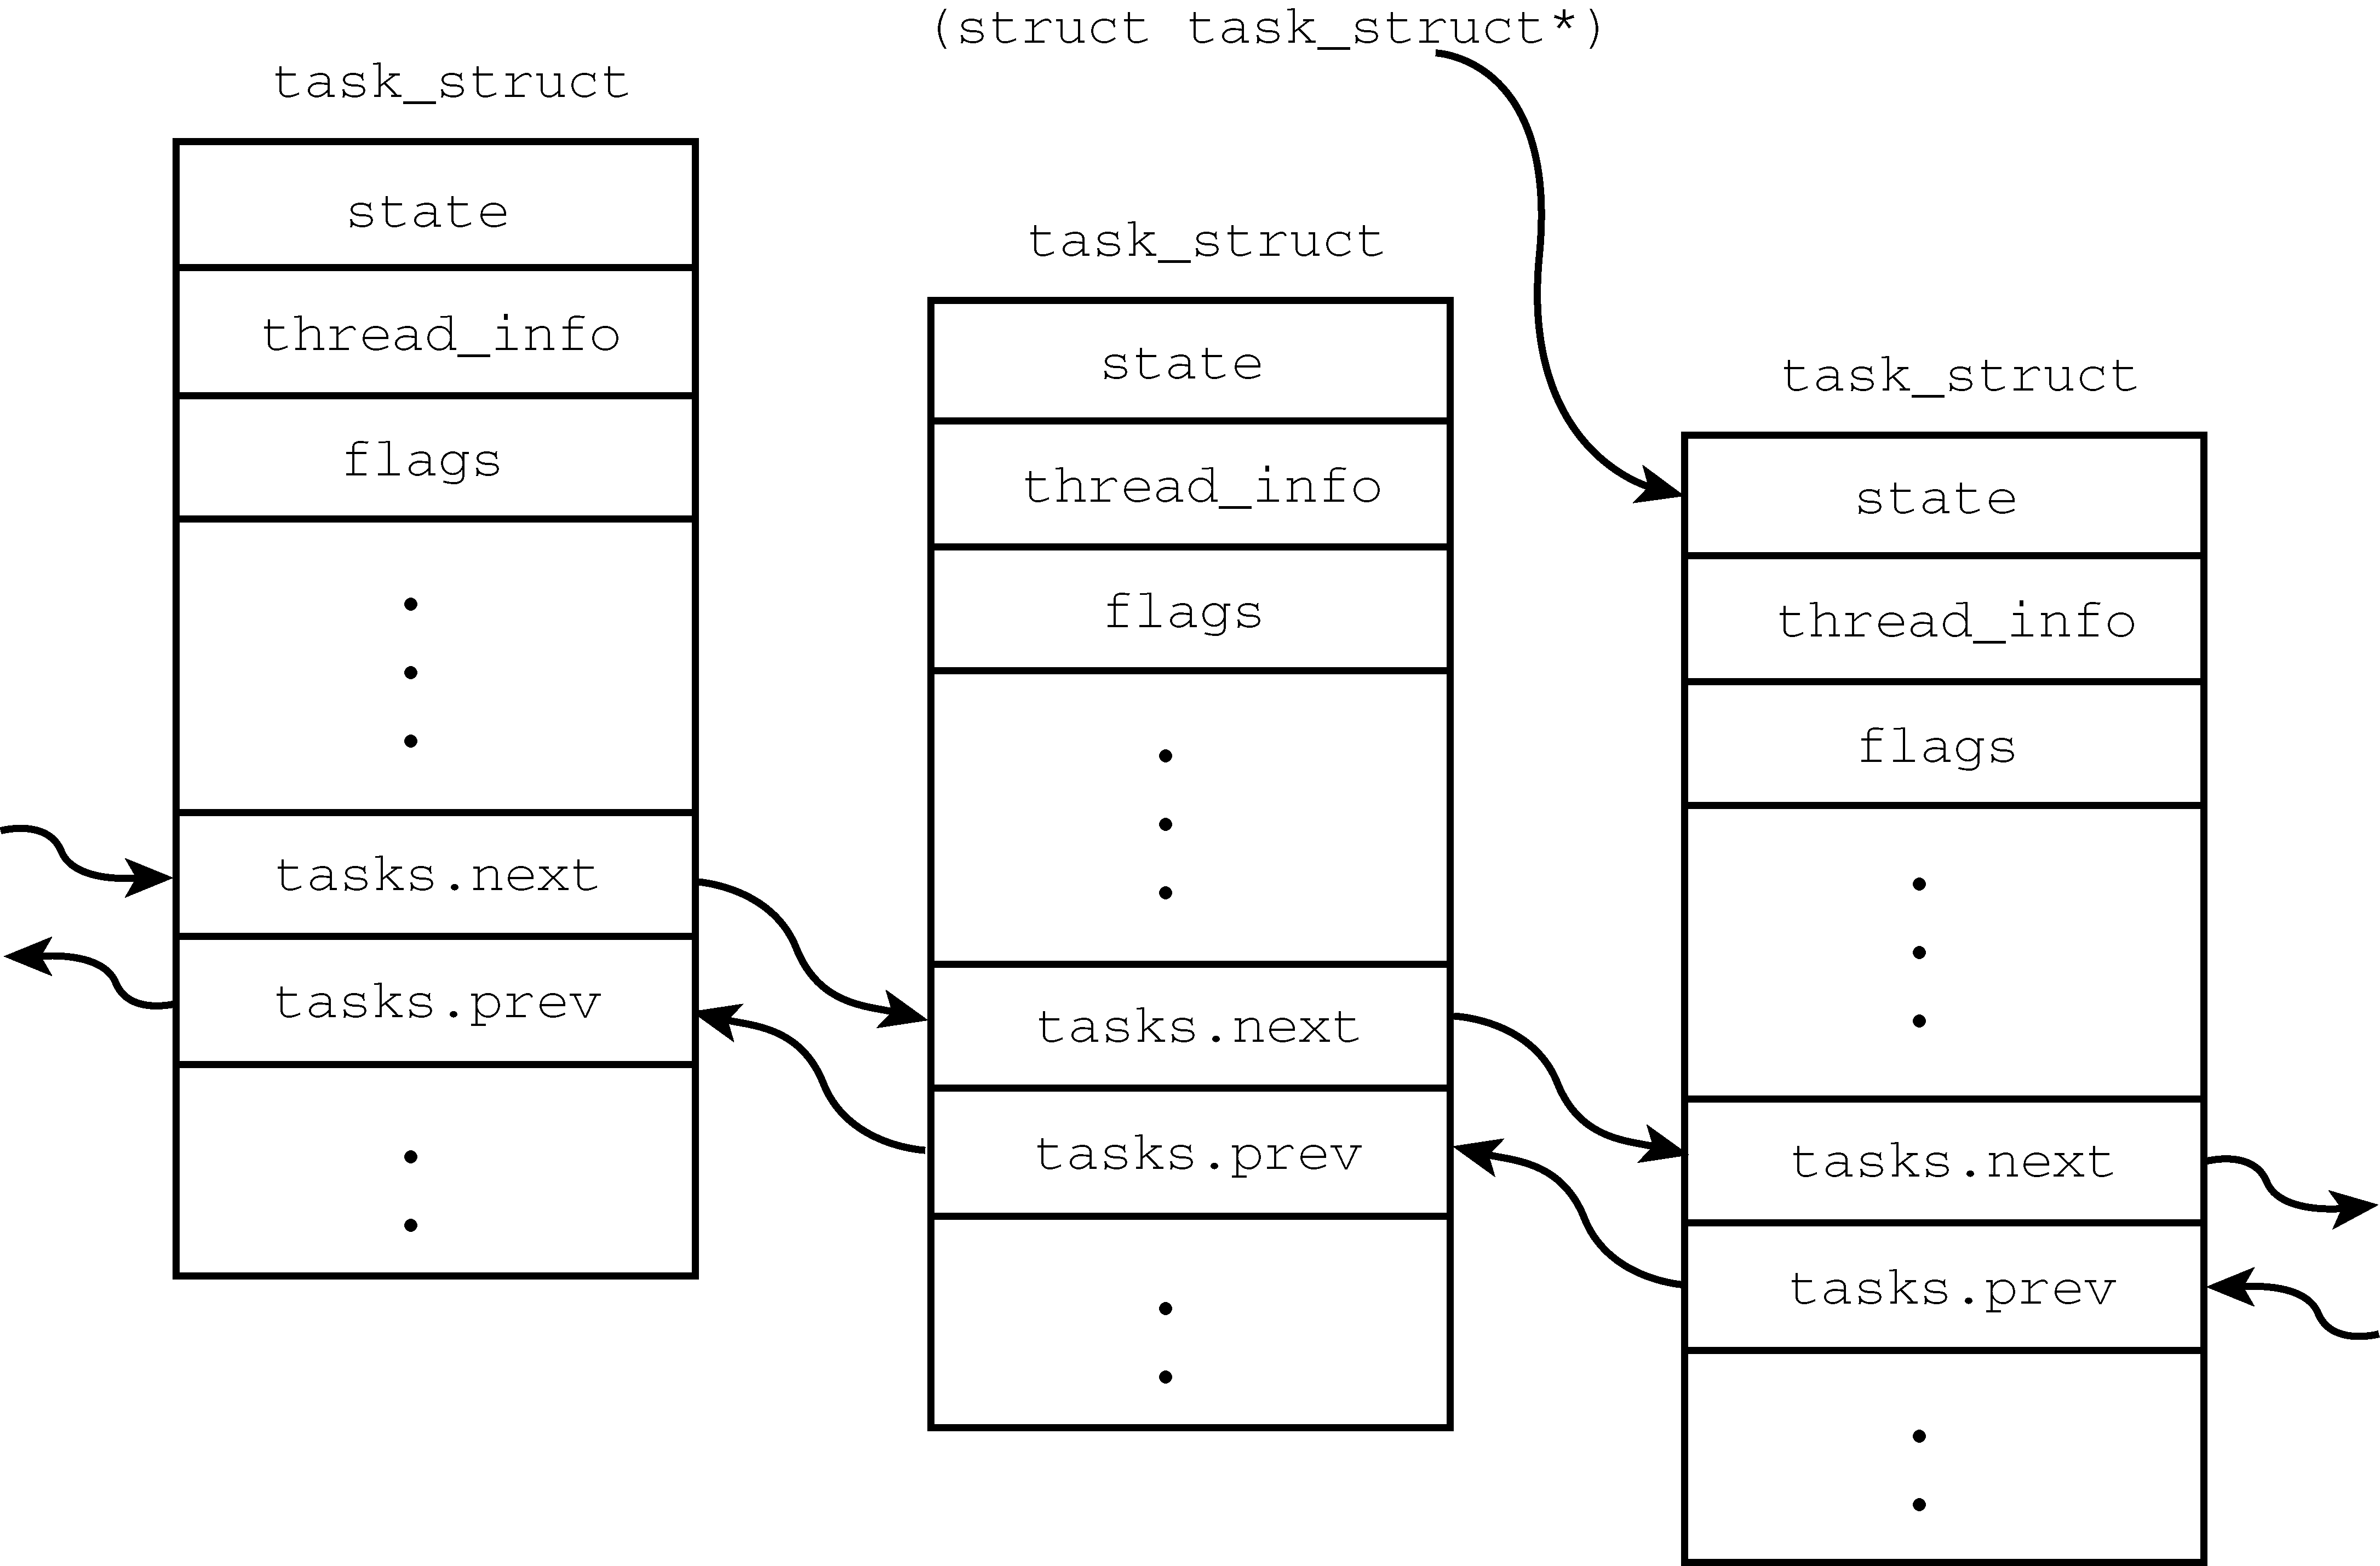 (struct task_struct*)
task_struct
state
thread_info
flags
tasks.next
tasks.prev
task_struct
state
thread_info
flags
tasks.next
tasks.prev
task_struct
state
thread_info
flags
tasks.next
tasks.prev